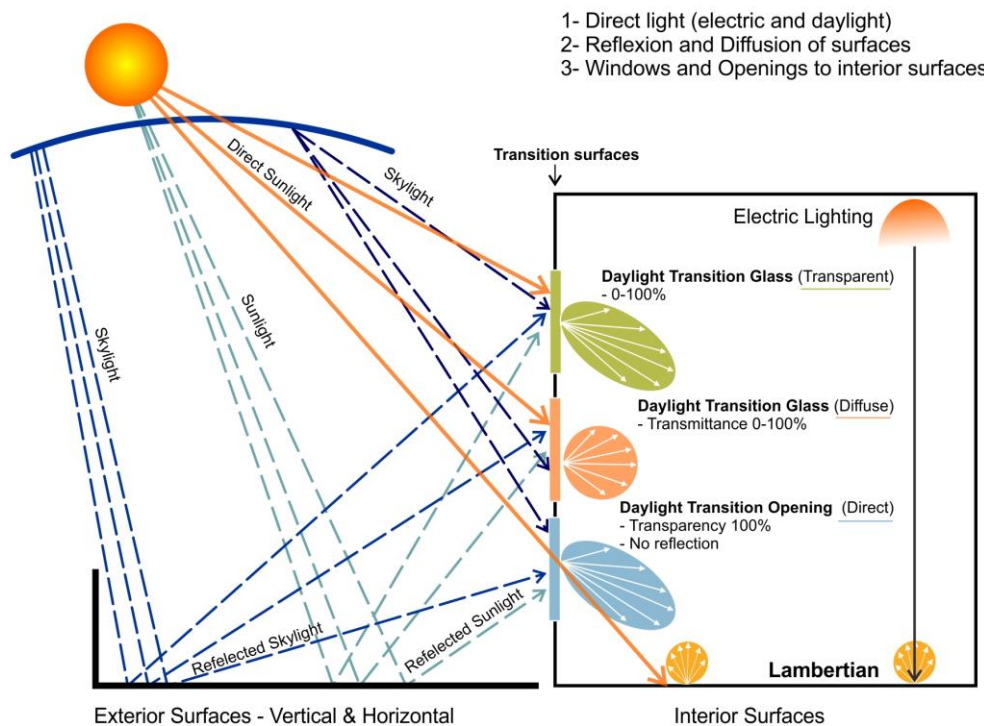 1- Direct light (electric and daylight)
2- Reflexion and Diffusion of surfaces
3- Windows and Openings to interior surfaces
Direct Sunlight
Skylight
Transition surfaces
Electric Lighting
Daylight Transition Glass (Transparent)
- 0-100%
Skylight
Sunlight
Daylight Transition Glass (Diffuse)
- Transmittance 0-100%
Daylight Transition Opening (Direct)
- Transparency 100%
- No reflection
Refelected Skylight
Refelected Sunlight
Lambertian
Exterior Surfaces - Vertical & Horizontal
Interior Surfaces